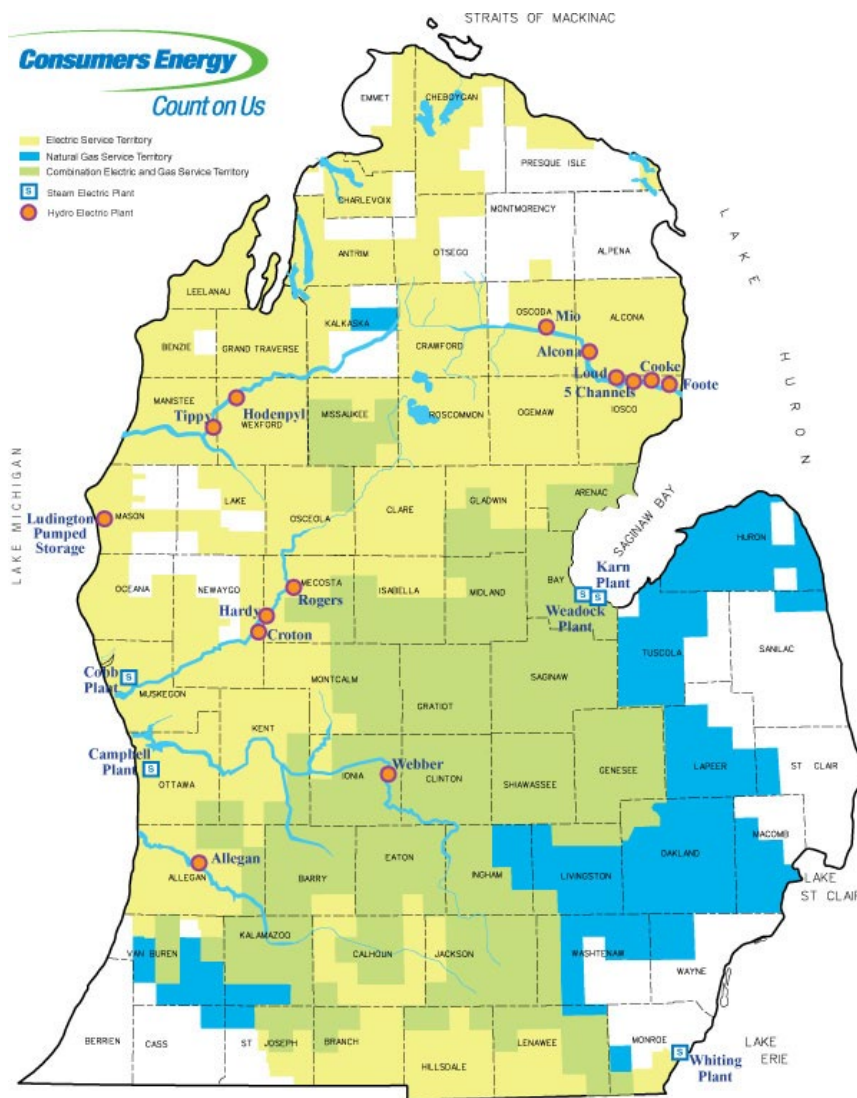 STRAITS OF MACKINAC
Consumers Energy
Count on Us
Electric Service Territory
Natural Gas Service Territory
Combination Electric and Gas Service Territory
S Steam Electric Plant
Hydro Electric Plant
EMMET
CHEBOYGAN
PRESQUE ISLE
CHARLEVOIX
MONTMORENCY
ANTRIM
OTSEGO
ALPENA
LEELANAU
LAKE HURON
KALKASKA
OSCODA
ALCONA
Mio
BENZIE
GRAND TRAVERSE
CRAWFORD
Alcona
Loud
Cooke
5 Channels
Foote
MANISTEE
Hodenpyl
MISSAUKEE
Tippy
WEXFORD
ROSCOMMON
OGEMAW
IOSCO
LAKE MICHIGAN
LAKE
GLADWIN
ARENAC
MASON
OSCEOLA
CLARE
Ludington
Pumped
Storage
SAGINAW BAY
HURON
OCEANA
NEWAYGO
MECOSTA
ISABELLA
MIDLAND
BAY
Karn
Plant
S
S
Rogers
Weadock
Plant
Hardy
Croton
TUSCOLA
SANILAC
Cobb
Plant
S
MUSKEGON
MONTCALM
SAGINAW
GRATIOT
KENT
Campbell
Plant
S
OTTAWA
IONIA
Webber
CLINTON
SHIAWASSEE
GENESEE
LAPEER
ST CLAIR
MACOMB
Allegan
ALLEGAN
BARRY
EATON
INGHAM
LIVINGSTON
OAKLAND
LAKE
ST CLAIR
VAN BUREN
KALAMAZOO
CALHOUN
JACKSON
WASHTENAW
WAYNE
BERRIEN
CASS
ST JOSEPH
BRANCH
HILLSDALE
LENAWEE
MONROE
S
LAKE
ERIE
Whiting
Plant